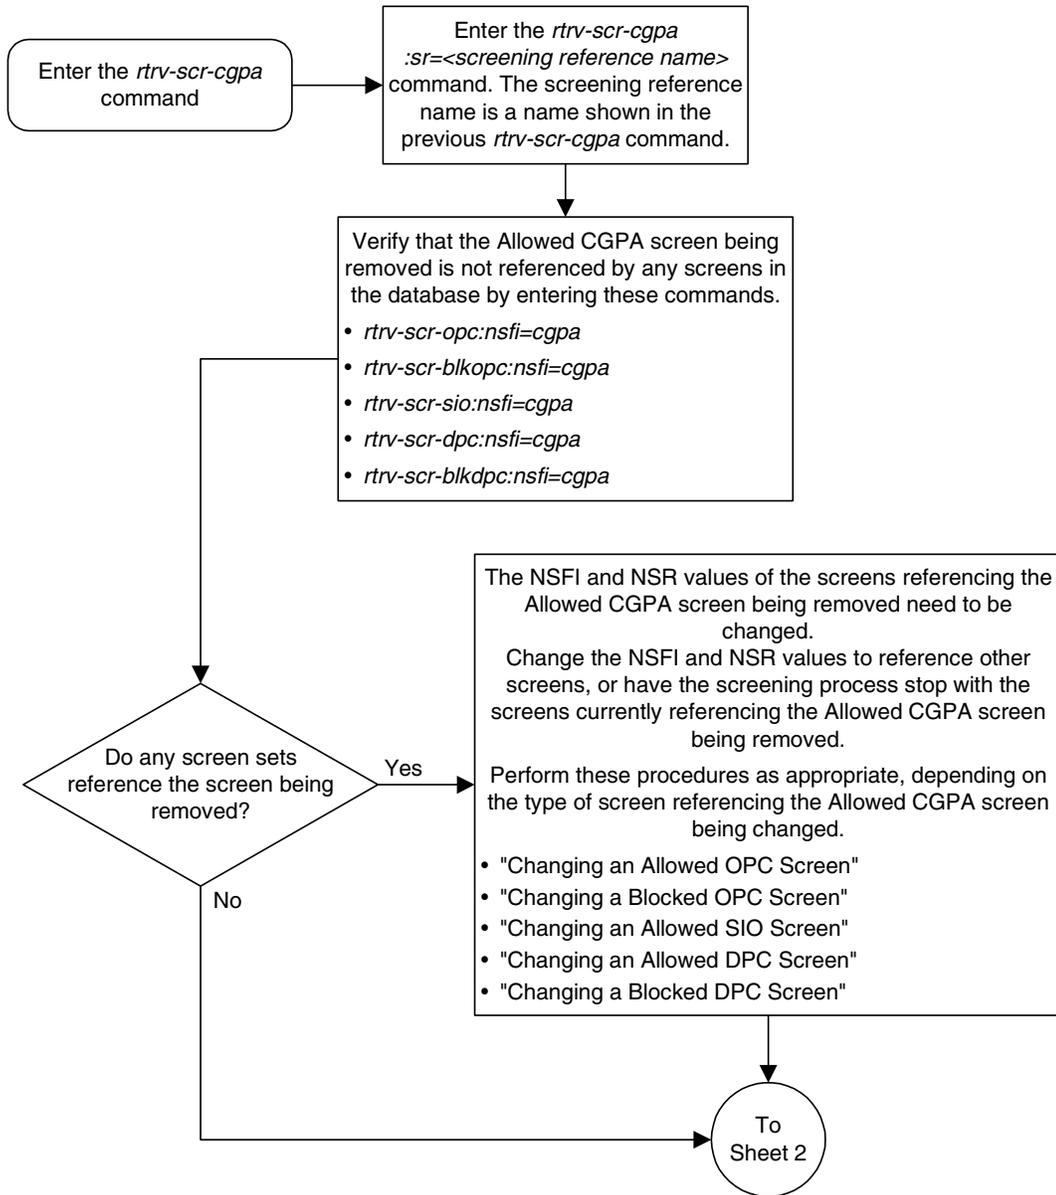 Enter the rtrv-scr-cgpa
command
Enter the rtrv-scr-cgpa
:sr=<screening reference name>
command. The screening reference
name is a name shown in the
previous rtrv-scr-cgpa command.
Verify that the Allowed CGPA screen being
removed is not referenced by any screens in
the database by entering these commands.
• rtrv-scr-opc:nsfi=cgpa
• rtrv-scr-blkopc:nsfi=cgpa
• rtrv-scr-sio:nsfi=cgpa
• rtrv-scr-dpc:nsfi=cgpa
• rtrv-scr-blkdpc:nsfi=cgpa
Do any screen sets
reference the screen being
removed?
Yes
No
The NSFI and NSR values of the screens referencing the
Allowed CGPA screen being removed need to be
changed.
Change the NSFI and NSR values to reference other
screens, or have the screening process stop with the
screens currently referencing the Allowed CGPA screen
being removed.
Perform these procedures as appropriate, depending on
the type of screen referencing the Allowed CGPA screen
being changed.
• "Changing an Allowed OPC Screen"
• "Changing a Blocked OPC Screen"
• "Changing an Allowed SIO Screen"
• "Changing an Allowed DPC Screen"
• "Changing a Blocked DPC Screen"
To
Sheet 2